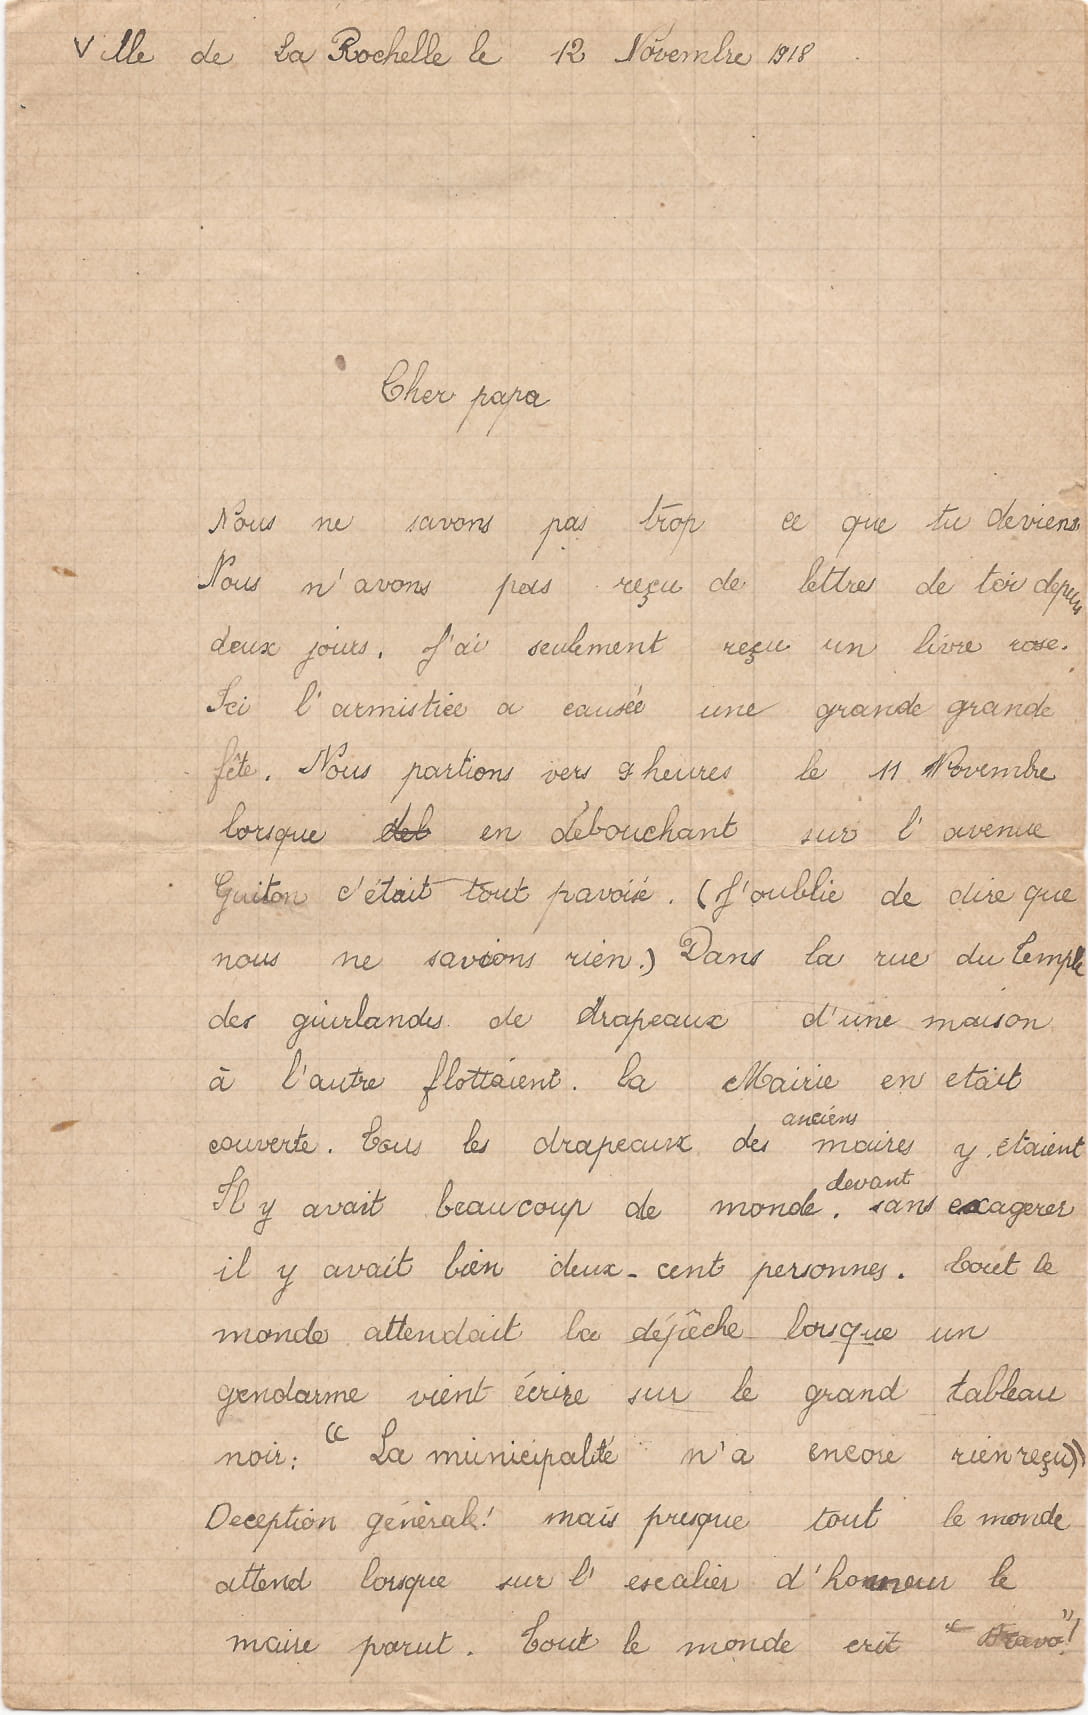 Ville de La Rochelle le 12 Novembre 1918
Cher papa
Nous ne savons pas trop ce que tu deviens
Nous n'avons pas reçu de lettres de toi depuis
deux jours. J'ai seulement reçu un livre rose.
Ici l'armistice a causée une grande grande
fête. Nous partions vers 9 heures le 11 Novembre
lorsque deb en débouchant sur l'avenue
Guiton c'était tout pavoisé. (J'oublie de dire que
nous ne savions rien.) Dans la rue du Temple
des guirlandes de drapeaux d'une maison
à l'autre flottaient. la Mairie en etait
couverte. Tous les drapeaux des anciens maires y étaient
Il y avait beaucoup de monde devant. sans exagerer
il y avait bien deux-cent personnes. Tout le
monde attendait la dépêche lorsque un
gendarme vient écrire sur le grand tableau
noir: "La municipalité n'a encore rien reçu"
Deception générale! mais presque tout le monde
attend lorsque sur l'escalier d'honneur le
maire parut. Tout le monde crit "Bravo"!